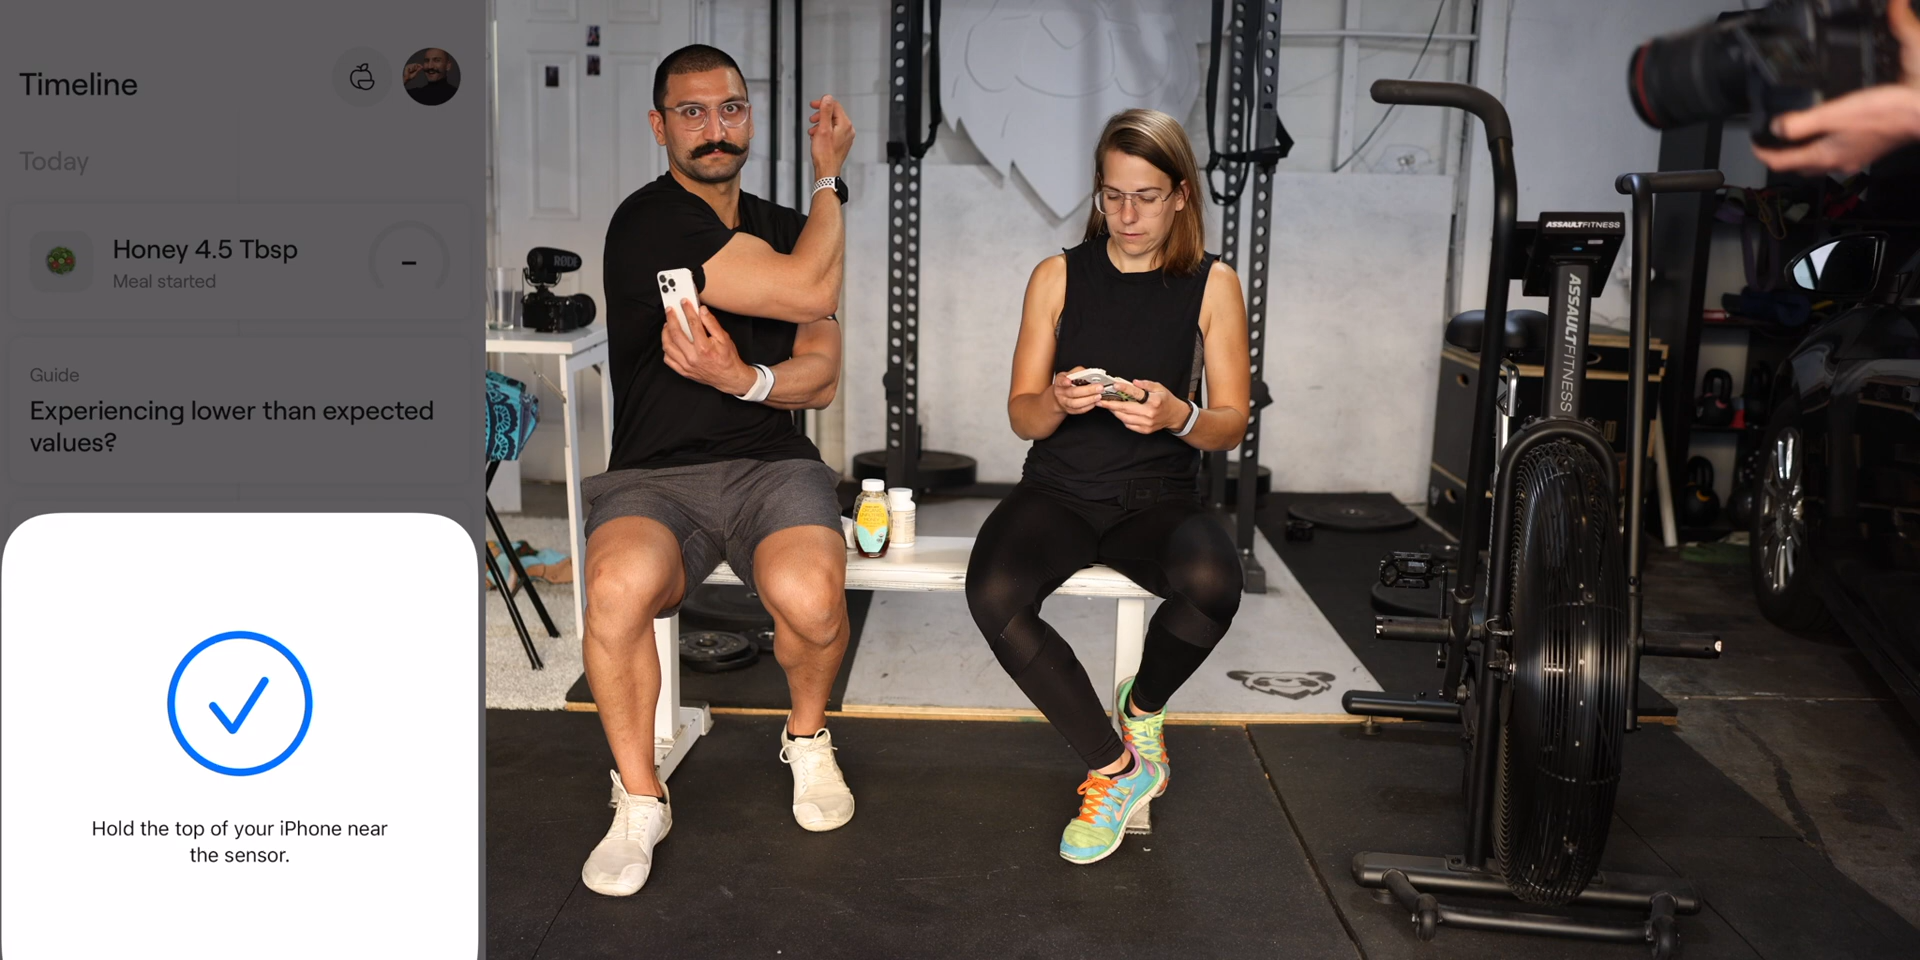 Timeline
Today
Honey 4.5 Tbsp
Meal started
Guide
Experiencing lower than expected
values?
Hold the top of your iPhone near
the sensor.
RØDE
ASSAULTFITNESS
ASSAULTFITNESS